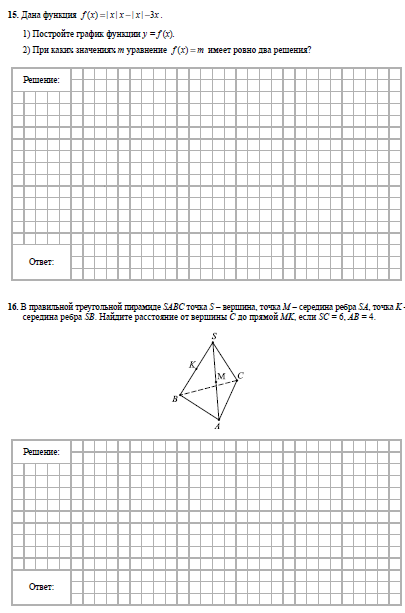 15. Дана функция f (x) = | x | x − | x | −3x .
1) Постройте график функции y = f (x).
2) При каких значениях m уравнение f (x) = m имеет ровно два решения?
Решение:
Ответ:
16. В правильной треугольной пирамиде SABC точка S – вершина, точка M – середина ребра SA, точка K -
середина ребра SB. Найдите расстояние от вершины C до прямой MK, если SC = 6, AB = 4.
S
K
M C
B
A
Решение:
Ответ: